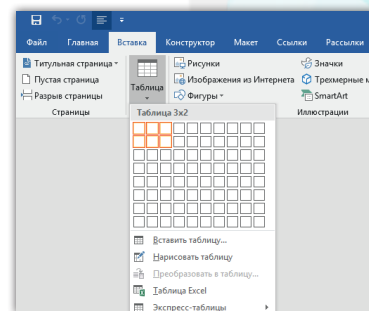 Файл Главная Вставка Конструктор Макет Ссылки Рассылки
Титульная страница
Пустая страница
Разрыв страницы
Страницы
Таблица
Рисунки
Изображения из Интернета
Фигуры
Значки
Трехмерные
SmartArt
Иллюстрации
Таблица 3x2
Вставить таблицу...
Нарисовать таблицу
Преобразовать в таблицу...
Таблица Excel
Экспресс-таблицы